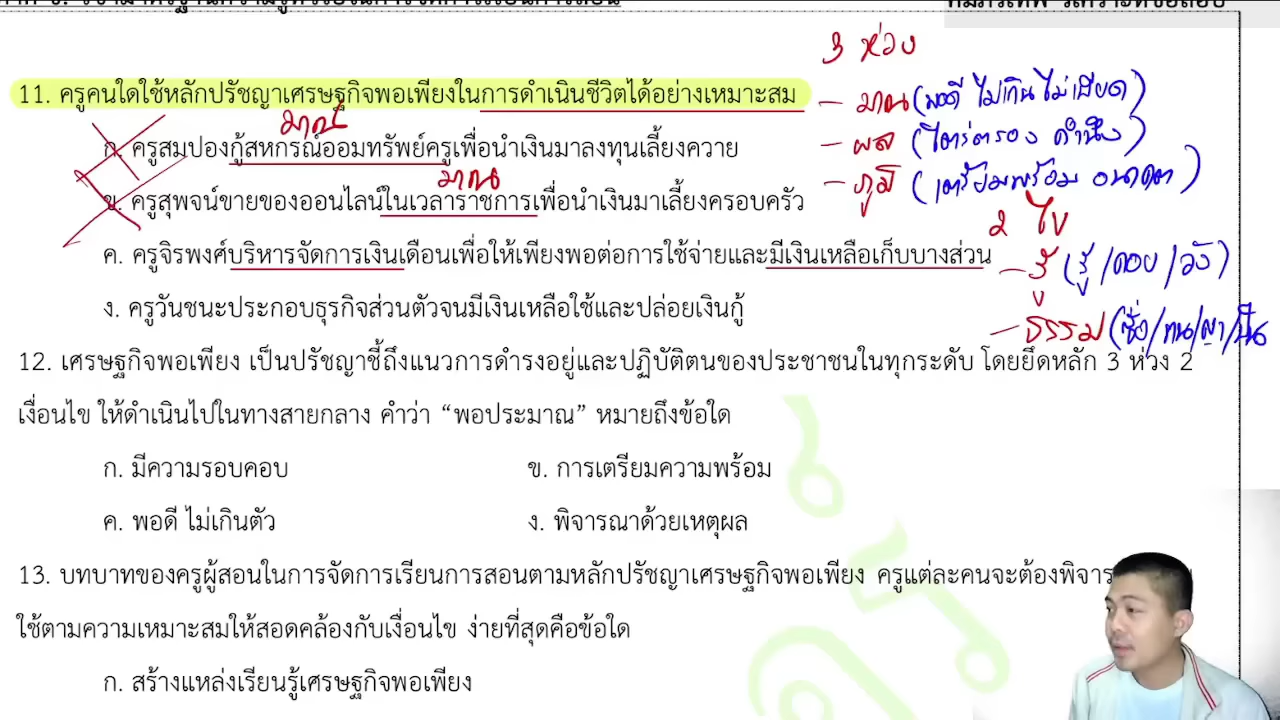 3 ห่วง
11. ครูคนใดใช้หลักปรัชญาเศรษฐกิจพอเพียงในการดำเนินชีวิตได้อย่างเหมาะสม
– มาณ (พอดี ไม่เกิน ไม่เบียด)
มาณ
ก. ครูสมปองกู้สหกรณ์ออมทรัพย์ครูเพื่อนำเงินมาลงทุนเลี้ยงควาย
– ผล (ไตร่ตรอง คำนึง)
มาณ
– ภูมิ (เตรียมพร้อม อนาคต)
ข. ครูสุพจน์ขายของออนไลน์ในเวลาราชการเพื่อนำเงินมาเลี้ยงครอบครัว
2 ไข
ค. ครูจิรพงศ์บริหารจัดการเงินเดือนเพื่อให้เพียงพอต่อการใช้จ่ายและมีเงินเหลือเก็บบางส่วน
– รู้ (รู้/คอบ/วัง)
ง. ครูวันชนะประกอบธุรกิจส่วนตัวจนมีเงินเหลือใช้และปล่อยเงินกู้
– ธรรม (ซื่อ/ทน/ญา/ปัน
12. เศรษฐกิจพอเพียง เป็นปรัชญาชี้ถึงแนวการดำรงอยู่และปฏิบัติตนของประชาชนในทุกระดับ โดยยึดหลัก 3 ห่วง 2
เงื่อนไข ให้ดำเนินไปในทางสายกลาง คำว่า “พอประมาณ” หมายถึงข้อใด
ก. มีความรอบคอบ ข. การเตรียมความพร้อม
ค. พอดี ไม่เกินตัว ง. พิจารณาด้วยเหตุผล
13. บทบาทของครูผู้สอนในการจัดการเรียนการสอนตามหลักปรัชญาเศรษฐกิจพอเพียง ครูแต่ละคนจะต้อง
ใช้ตามความเหมาะสมให้สอดคล้องกับเงื่อนไข ง่ายที่สุดคือข้อใด
ก. สร้างแหล่งเรียนรู้เศรษฐกิจพอเพียง